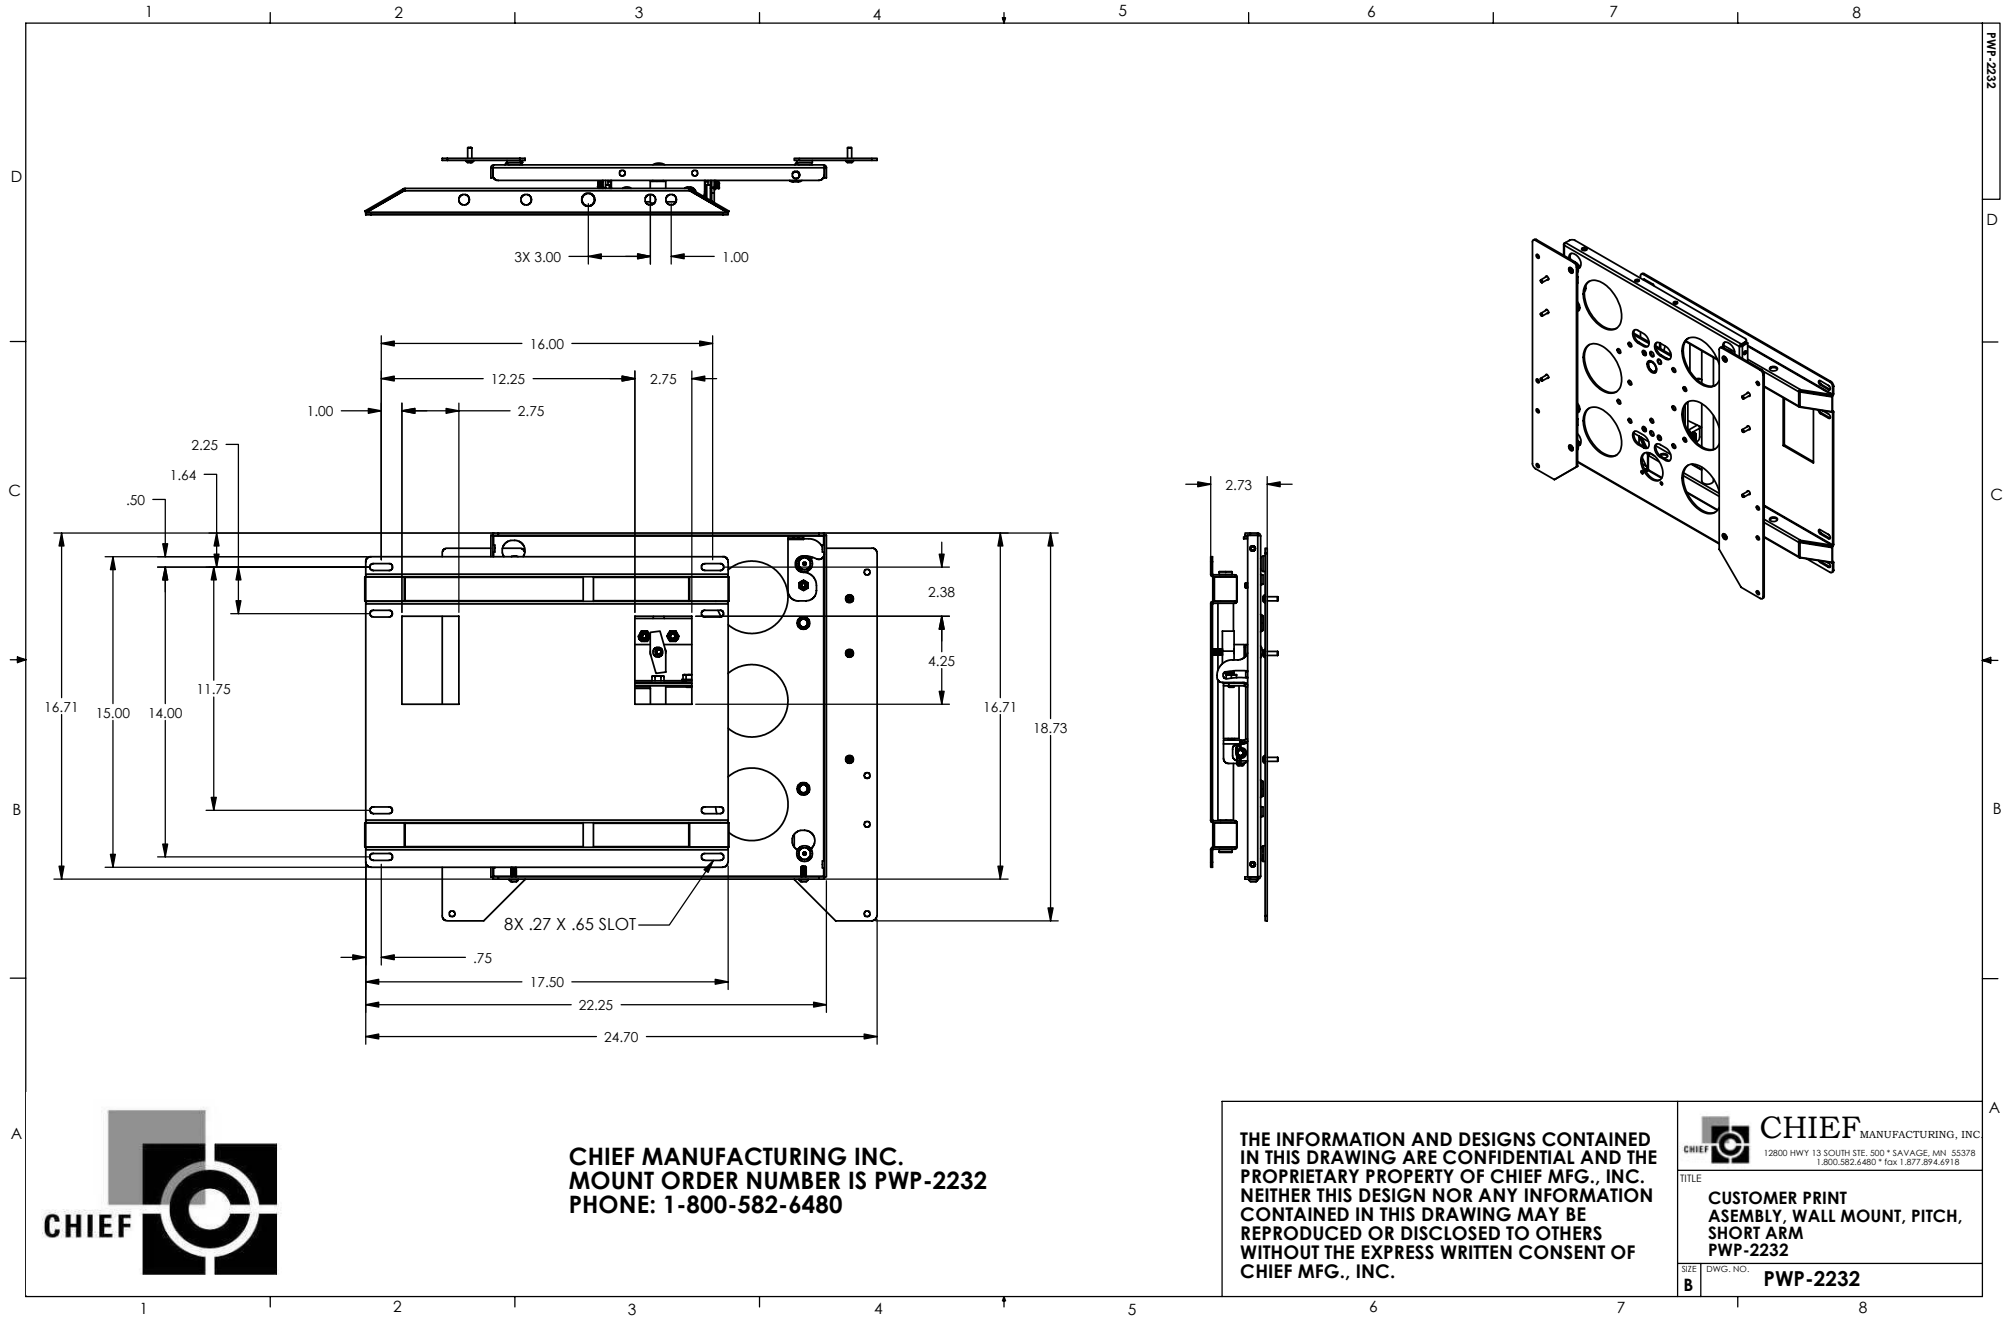 1 2 3 4 5 6 7 8
PWP-2232
D
D
3X 3.00
1.00
16.00
12.25
2.75
1.00
2.75
2.25
1.64
.50
C
2.73
C
2.38
4.25
11.75
16.71
15.00
14.00
16.71
18.73
B
B
8X .27 X .65 SLOT
.75
17.50
22.25
24.70
A
A
CHIEF
CHIEF MANUFACTURING INC.
MOUNT ORDER NUMBER IS PWP-2232
PHONE: 1-800-582-6480
THE INFORMATION AND DESIGNS CONTAINED
IN THIS DRAWING ARE CONFIDENTIAL AND THE
PROPRIETARY PROPERTY OF CHIEF MFG., INC.
NEITHER THIS DESIGN NOR ANY INFORMATION
CONTAINED IN THIS DRAWING MAY BE
REPRODUCED OR DISCLOSED TO OTHERS
WITHOUT THE EXPRESS WRITTEN CONSENT OF
CHIEF MFG., INC.
CHIEF
CHIEF MANUFACTURING, INC.
12800 HWY 13 SOUTH STE. 500 * SAVAGE, MN 55378
1.800.582.6480 * fax 1.877.894.6918
TITLE
CUSTOMER PRINT
ASEMBLY, WALL MOUNT, PITCH,
SHORT ARM
PWP-2232
SIZE
B
DWG. NO.
PWP-2232
1 2 3 4 5 6 7 8